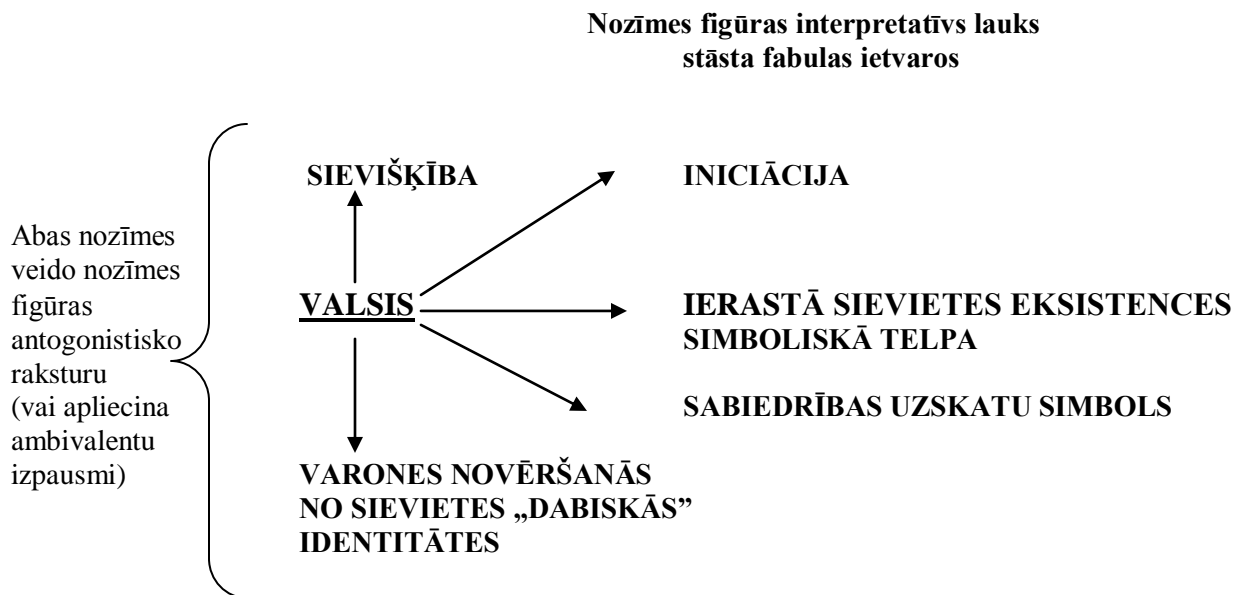 Nozīmes figūras interpretatīvs lauks
stāsta fabulas ietvaros
Abas nozīmes
veido nozīmes
figūras
antogonistisko
raksturu
(vai apliecina
ambivalentu
izpausmi)
SIEVIŠĶĪBA
VALSIS
VARONES NOVĒRŠANĀS
NO SIEVIETES „DABISKĀS”
IDENTITĀTES
INICIĀCIJA
IERASTĀ SIEVIETES EKSISTENCES
SIMBOLISKĀ TELPA
SABIEDRĪBAS UZSKATU SIMBOLS